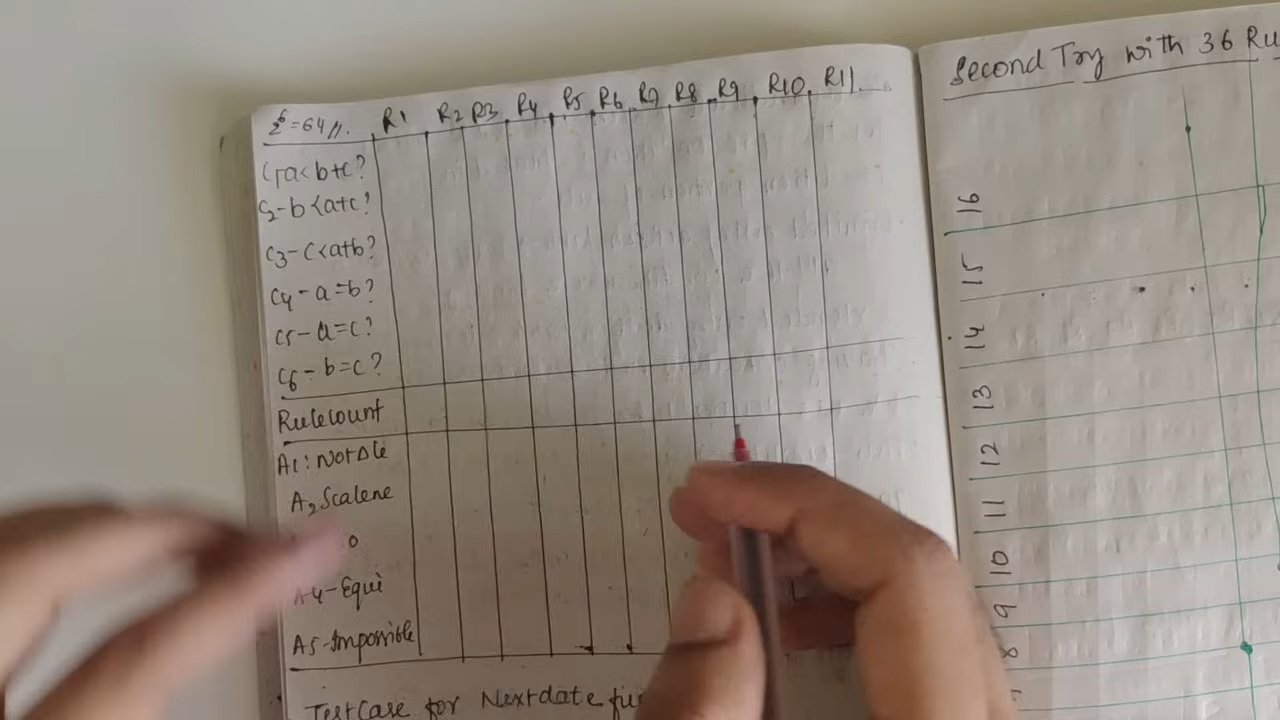 2⁶=64//. R1 R2 R3 R4 R5 R6 R7 R8 R9 R10 R11
C1 a<b+c?
C2-b<a+c?
C3-c<a+b?
C4-a=b?
C5-a=c?
C6-b=c?
Rulecount
A1: Not Δle
A2 Scalene
A4-Equi
A5-Impossible
TestCase for Nextdate
Second Try with 36
16
15
14
13
12
11
10
9
8